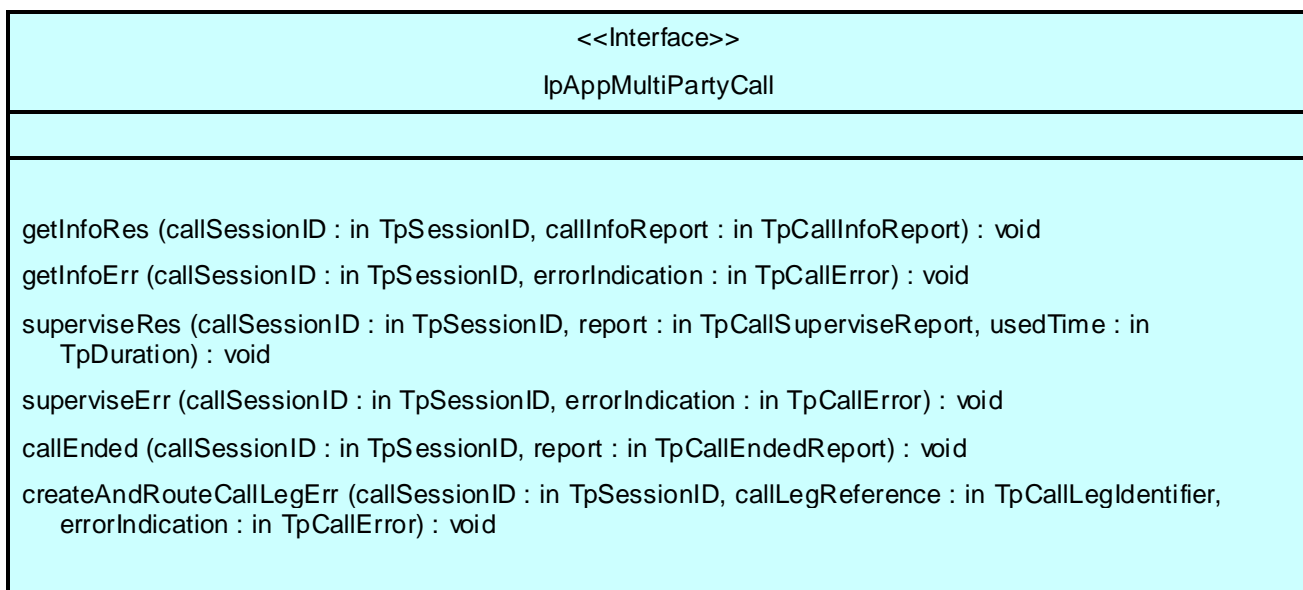 <<Interface>>
IpAppMultiPartyCall
getInfoRes (callSessionID : in TpSessionID, callInfoReport : in TpCallInfoReport) : void
getInfoErr (callSessionID : in TpSessionID, errorIndication : in TpCallError) : void
superviseRes (callSessionID : in TpSessionID, report : in TpCallSuperviseReport, usedTime : in
TpDuration) : void
superviseErr (callSessionID : in TpSessionID, errorIndication : in TpCallError) : void
callEnded (callSessionID : in TpSessionID, report : in TpCallEndedReport) : void
createAndRouteCallLegErr (callSessionID : in TpSessionID, callLegReference : in TpCallLegIdentifier,
errorIndication : in TpCallError) : void